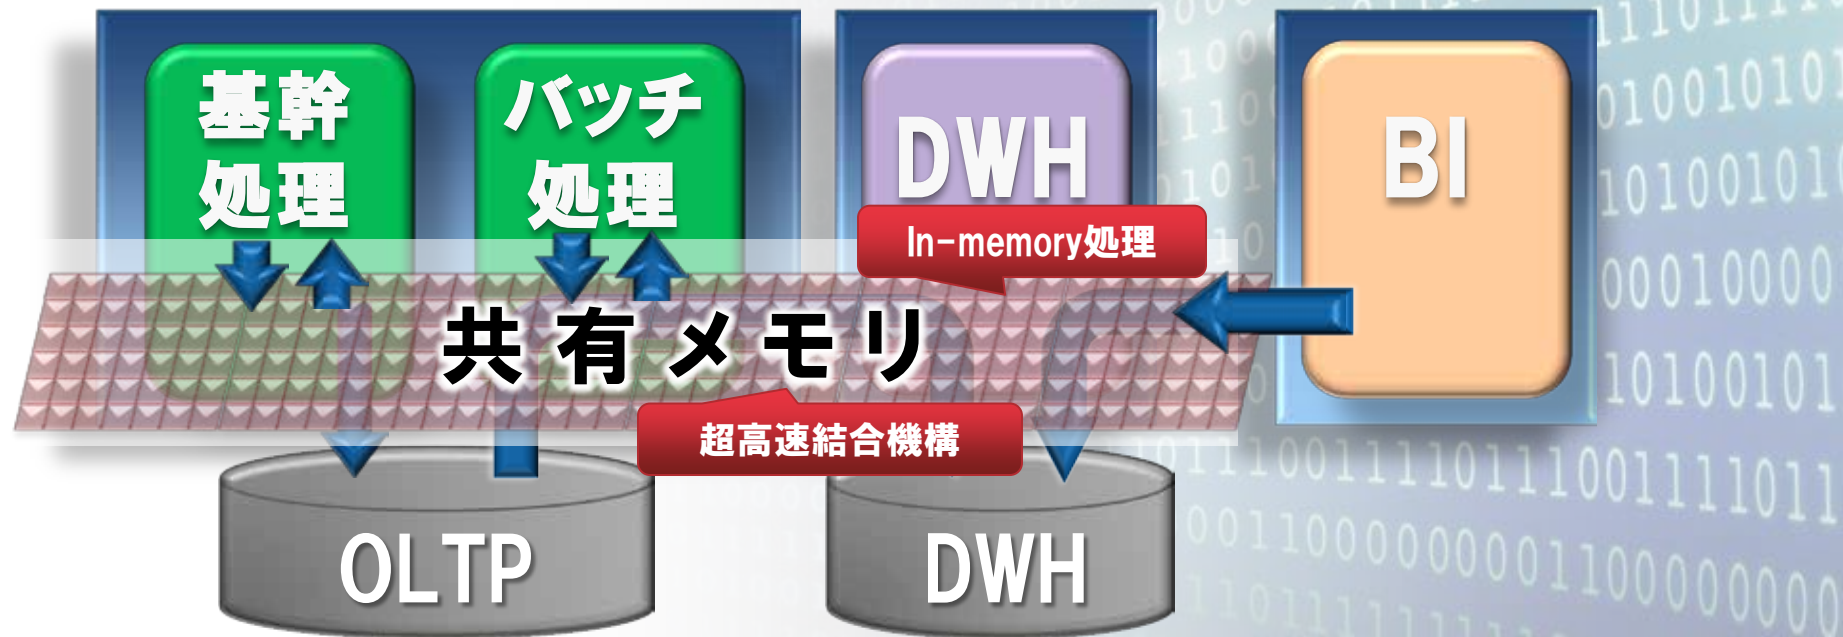 基幹
処理
バッチ
処理
DWH
BI
In-memory処理
共有メモリ
超高速結合機構
OLTP
DWH